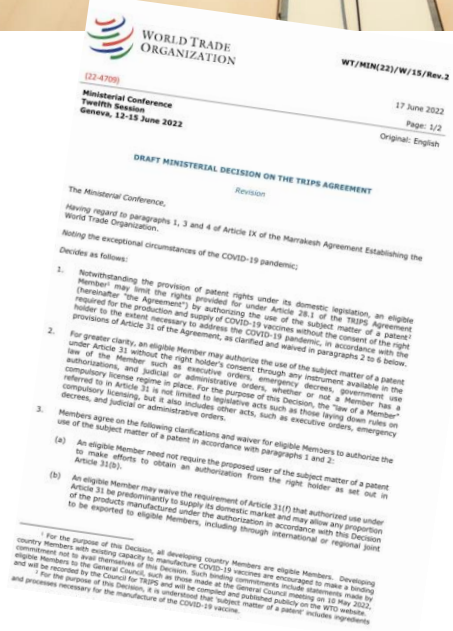 WORLD TRADE
ORGANIZATION
WT/MIN(22)/W/15/Rev.2
(22-4709)
17 June 2022
Page: 1/2
Ministerial Conference
Twelfth Session
Geneva, 12-15 June 2022
Original: English
DRAFT MINISTERIAL DECISION ON THE TRIPS AGREEMENT
Revision
The Ministerial Conference,
Having regard to paragraphs 1, 3 and 4 of Article IX of the Marrakesh Agreement Establishing the
World Trade Organization.
Noting the exceptional circumstances of the COVID-19 pandemic;
Decides as follows:
1. Notwithstanding the provision of patent rights under its domestic legislation, an eligible
Member¹ may limit the rights provided for under Article 28.1 of the TRIPS Agreement
(hereinafter "the Agreement") by authorizing the use of the subject matter of a patent²
required for the production and supply of COVID-19 vaccines without the consent of the right
holder to the extent necessary to address the COVID-19 pandemic, in accordance with the
provisions of Article 31 of the Agreement, as clarified and waived in paragraphs 2 to 6 below.
2. For greater clarity, an eligible Member may authorize the use of the subject matter of a patent
under Article 31 without the right holder's consent through any instrument available in the
law of the Member such as executive orders, emergency decrees, government use
authorizations, and judicial or administrative orders, whether or not a Member has a
compulsory license regime in place. For the purpose of this Decision, the "law of a Member"
referred to in Article 31 is not limited to legislative acts such as those laying down rules on
compulsory licensing, but it also includes other acts, such as executive orders, emergency
decrees, and judicial or administrative orders.
3. Members agree on the following clarifications and waiver for eligible Members to authorize the
use of the subject matter of a patent in accordance with paragraphs 1 and 2:
(a) An eligible Member need not require the proposed user of the subject matter of a patent
to make efforts to obtain an authorization from the right holder as set out in
Article 31(b).
(b) An eligible Member may waive the requirement of Article 31(f) that authorized use under
Article 31 be predominantly to supply its domestic market and may allow any proportion
of the products manufactured under the authorization in accordance with this Decision
to be exported to eligible Members, including through international or regional joint
¹ For the purpose of this Decision, all developing country Members are eligible Members. Developing
country Members with existing capacity to manufacture COVID-19 vaccines are encouraged to make a binding
commitment not to avail themselves of this Decision. Such binding commitments include statements made by
eligible Members to the General Council, such as those made at the General Council meeting on 10 May 2022,
and will be recorded by the Council for TRIPS and will be compiled and published publicly on the WTO website.
² For the purpose of this Decision, it is understood that 'subject matter of a patent' includes ingredients
and processes necessary for the manufacture of the COVID-19 vaccine.